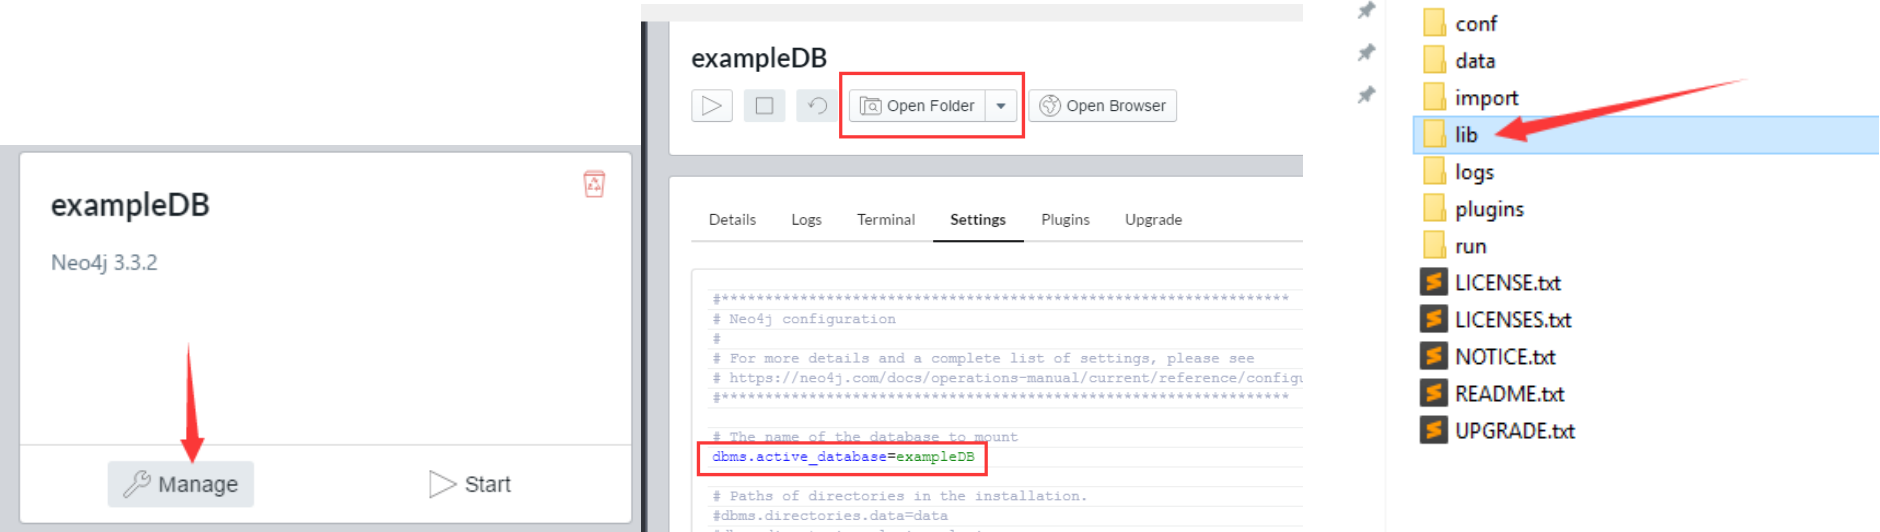 exampleDB
Neo4j 3.3.2
Manage
Start
exampleDB
Open Folder
Open Browser
Details Logs Terminal Settings Plugins Upgrade
#*****************************************************************
# Neo4j configuration
#
# For more details and a complete list of settings, please see
# https://neo4j.com/docs/operations-manual/current/reference/configu
#*****************************************************************
# The name of the database to mount
dbms.active_database=exampleDB
# Paths of directories in the installation.
#dbms.directories.data=data
conf
data
import
lib
logs
plugins
run
LICENSE.txt
LICENSES.txt
NOTICE.txt
README.txt
UPGRADE.txt